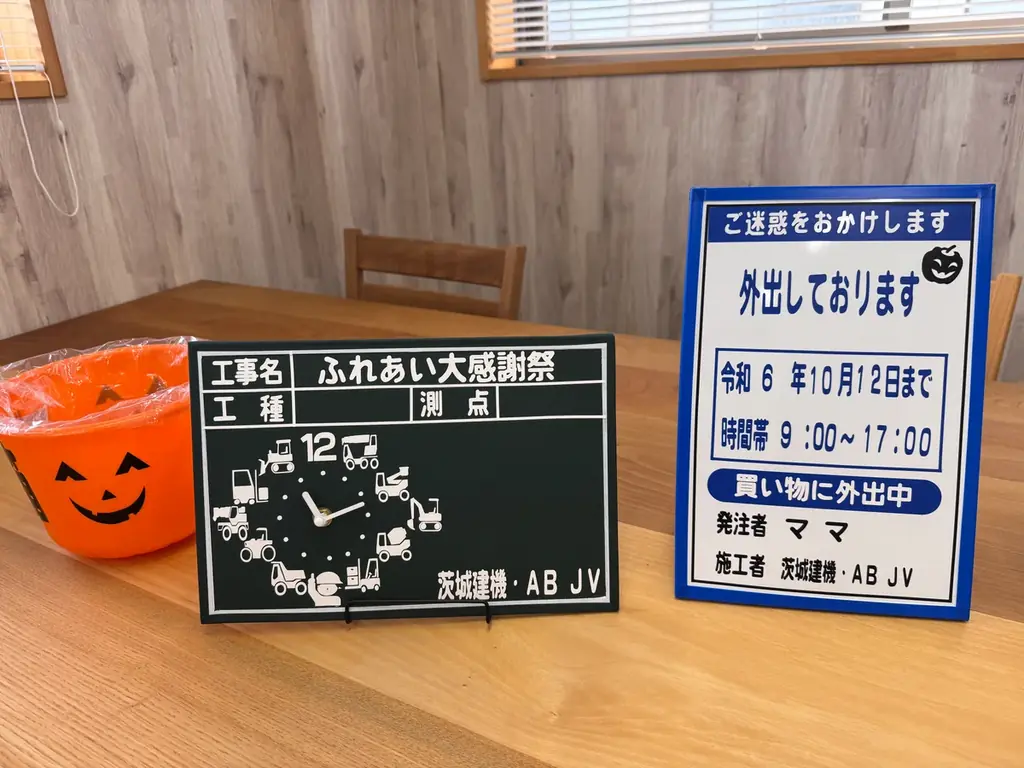 工事名 ふれあい大感謝祭
工種 測点
12
茨城建機・AB JV
ご迷惑をおかけします
外出しております
令和 6 年10月12日まで
時間帯 9:00~17:00
買い物に外出中
発注者 ママ
施工者 茨城建機・AB JV